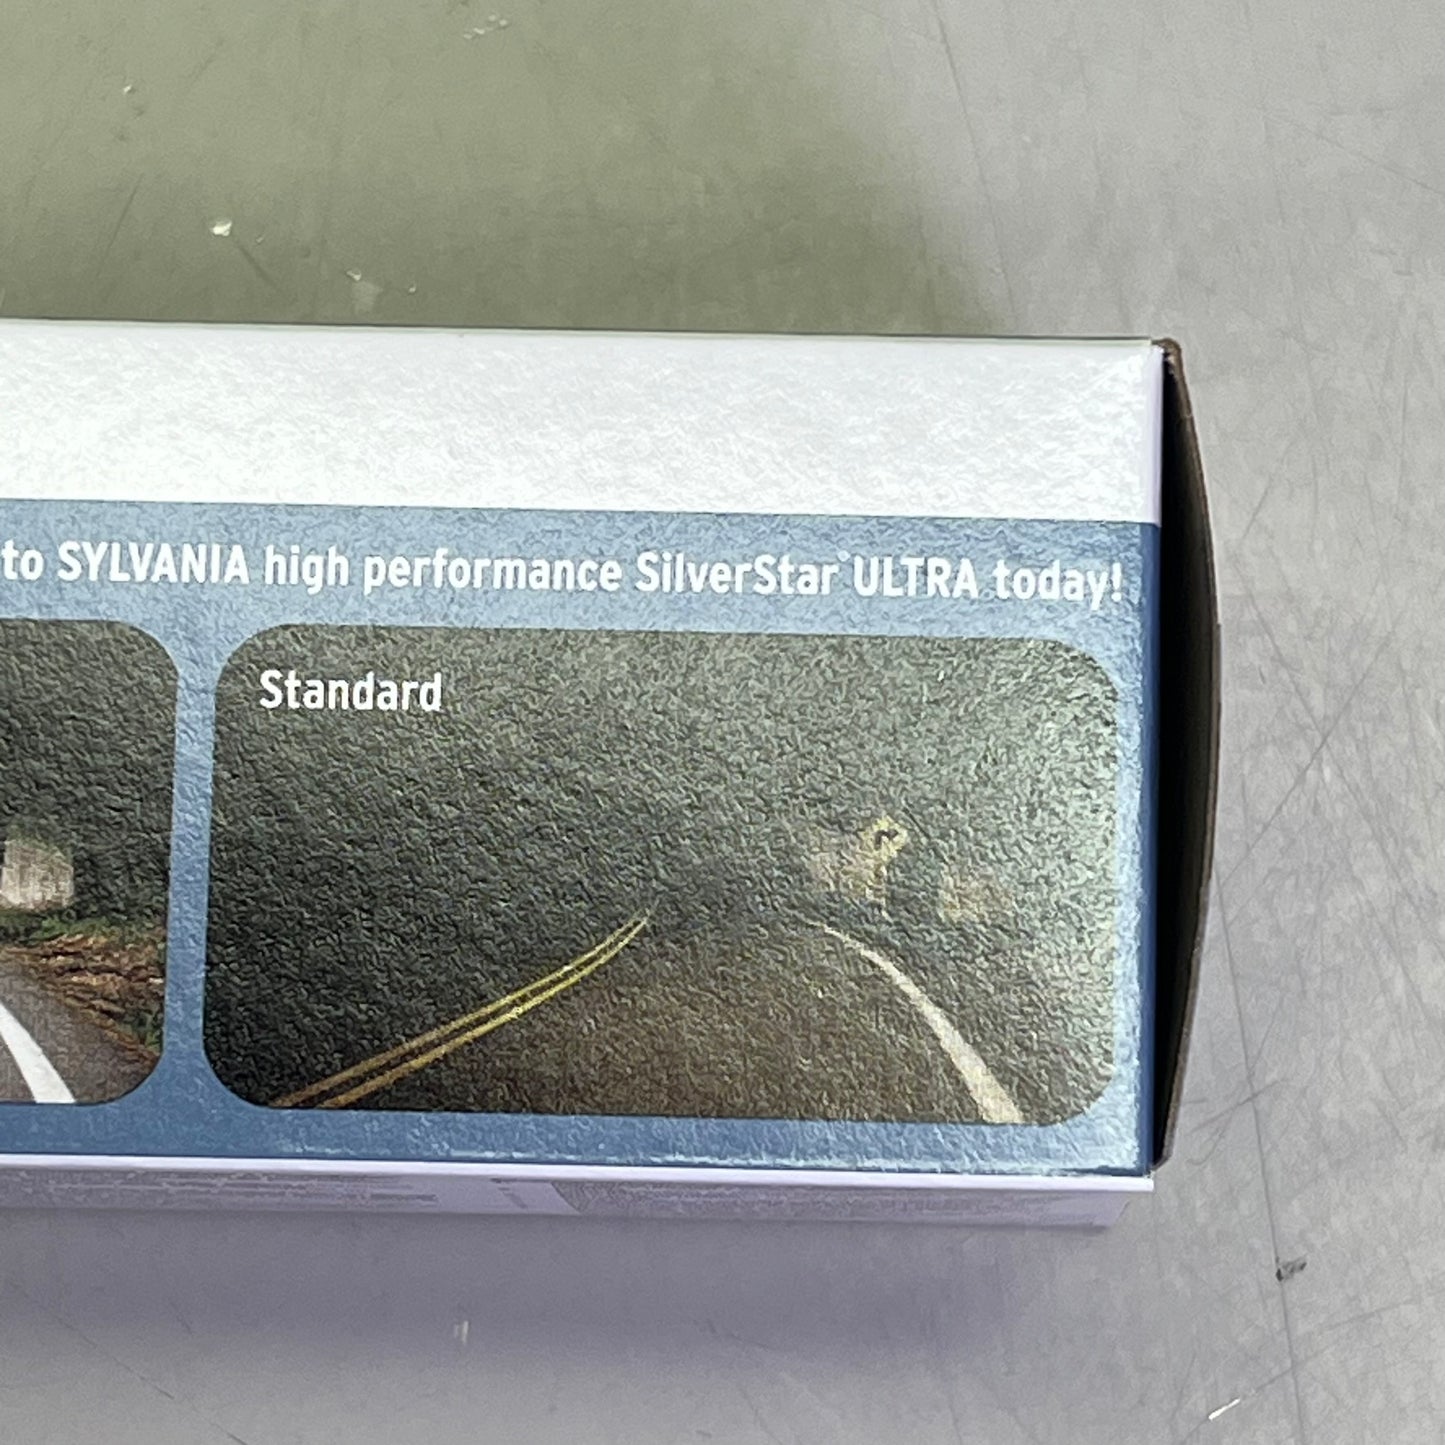 to SYLVANIA high performance SilverStar® ULTRA today!
Standard